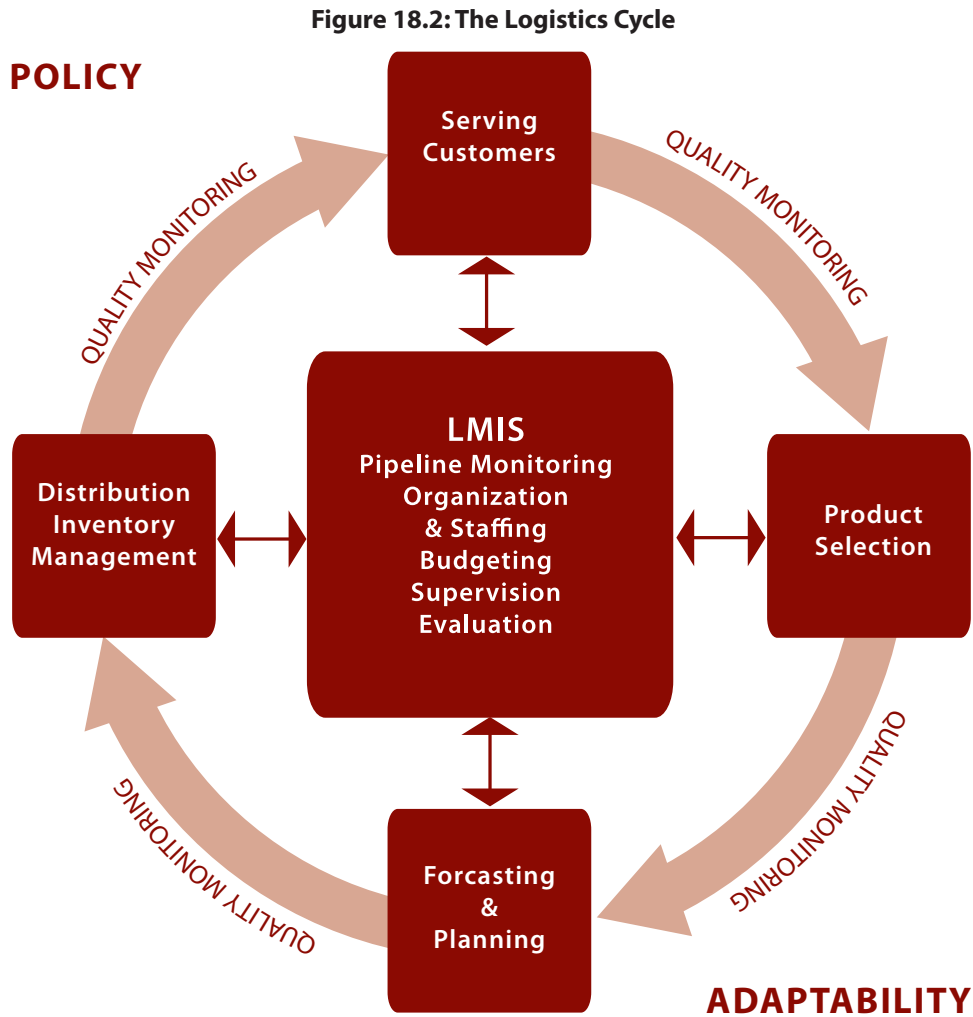 Figure 18.2: The Logistics Cycle
POLICY
Serving
Customers
QUALITY MONITORING
QUALITY MONITORING
LMIS
Pipeline Monitoring
Organization
& Staffing
Budgeting
Supervision
Evaluation
Distribution
Inventory
Management
Product
Selection
QUALITY MONITORING
QUALITY MONITORING
Forcasting
&
Planning
ADAPTABILITY